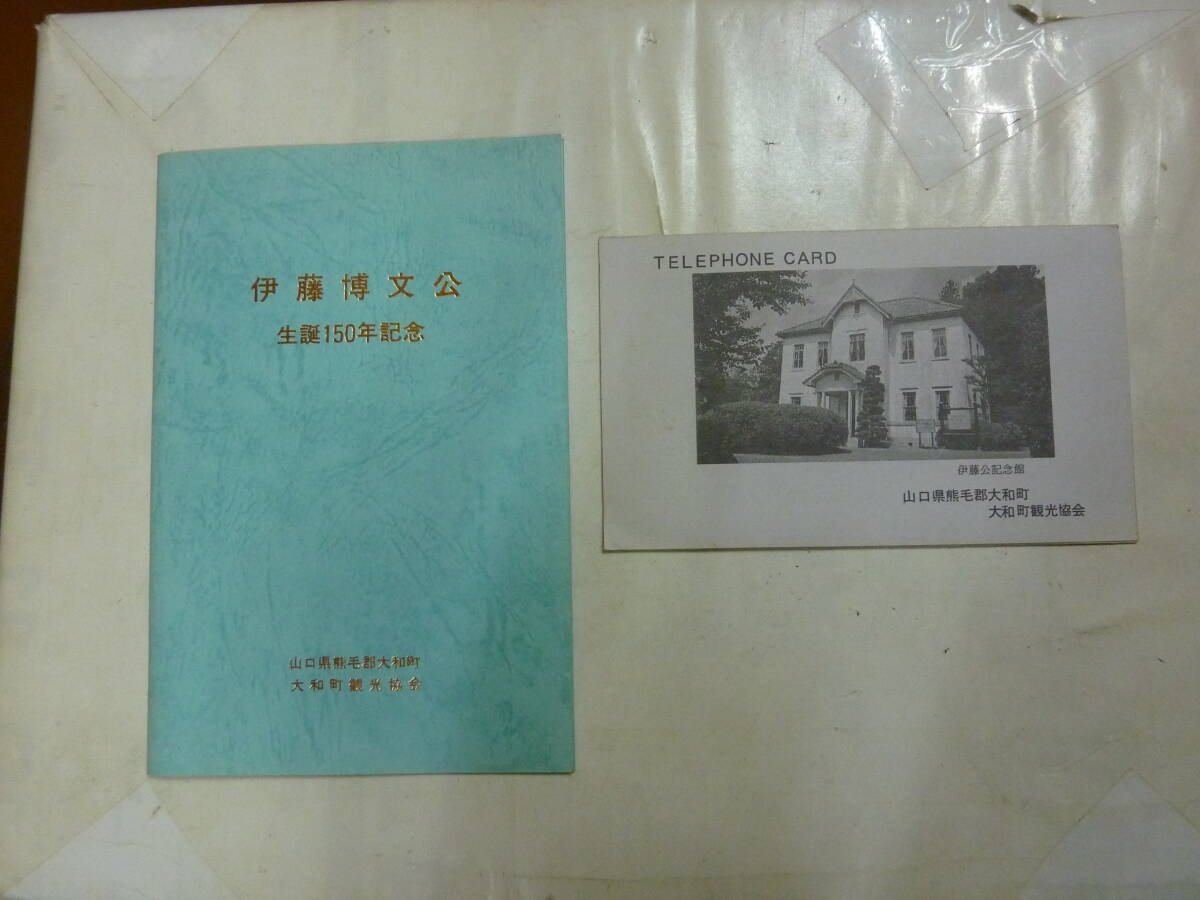 伊藤博文公
生誕150年記念
山口県熊毛郡大和町
大和町観光協会
TELEPHONE CARD
伊藤公記念館
山口県熊毛郡大和町
大和町観光協会